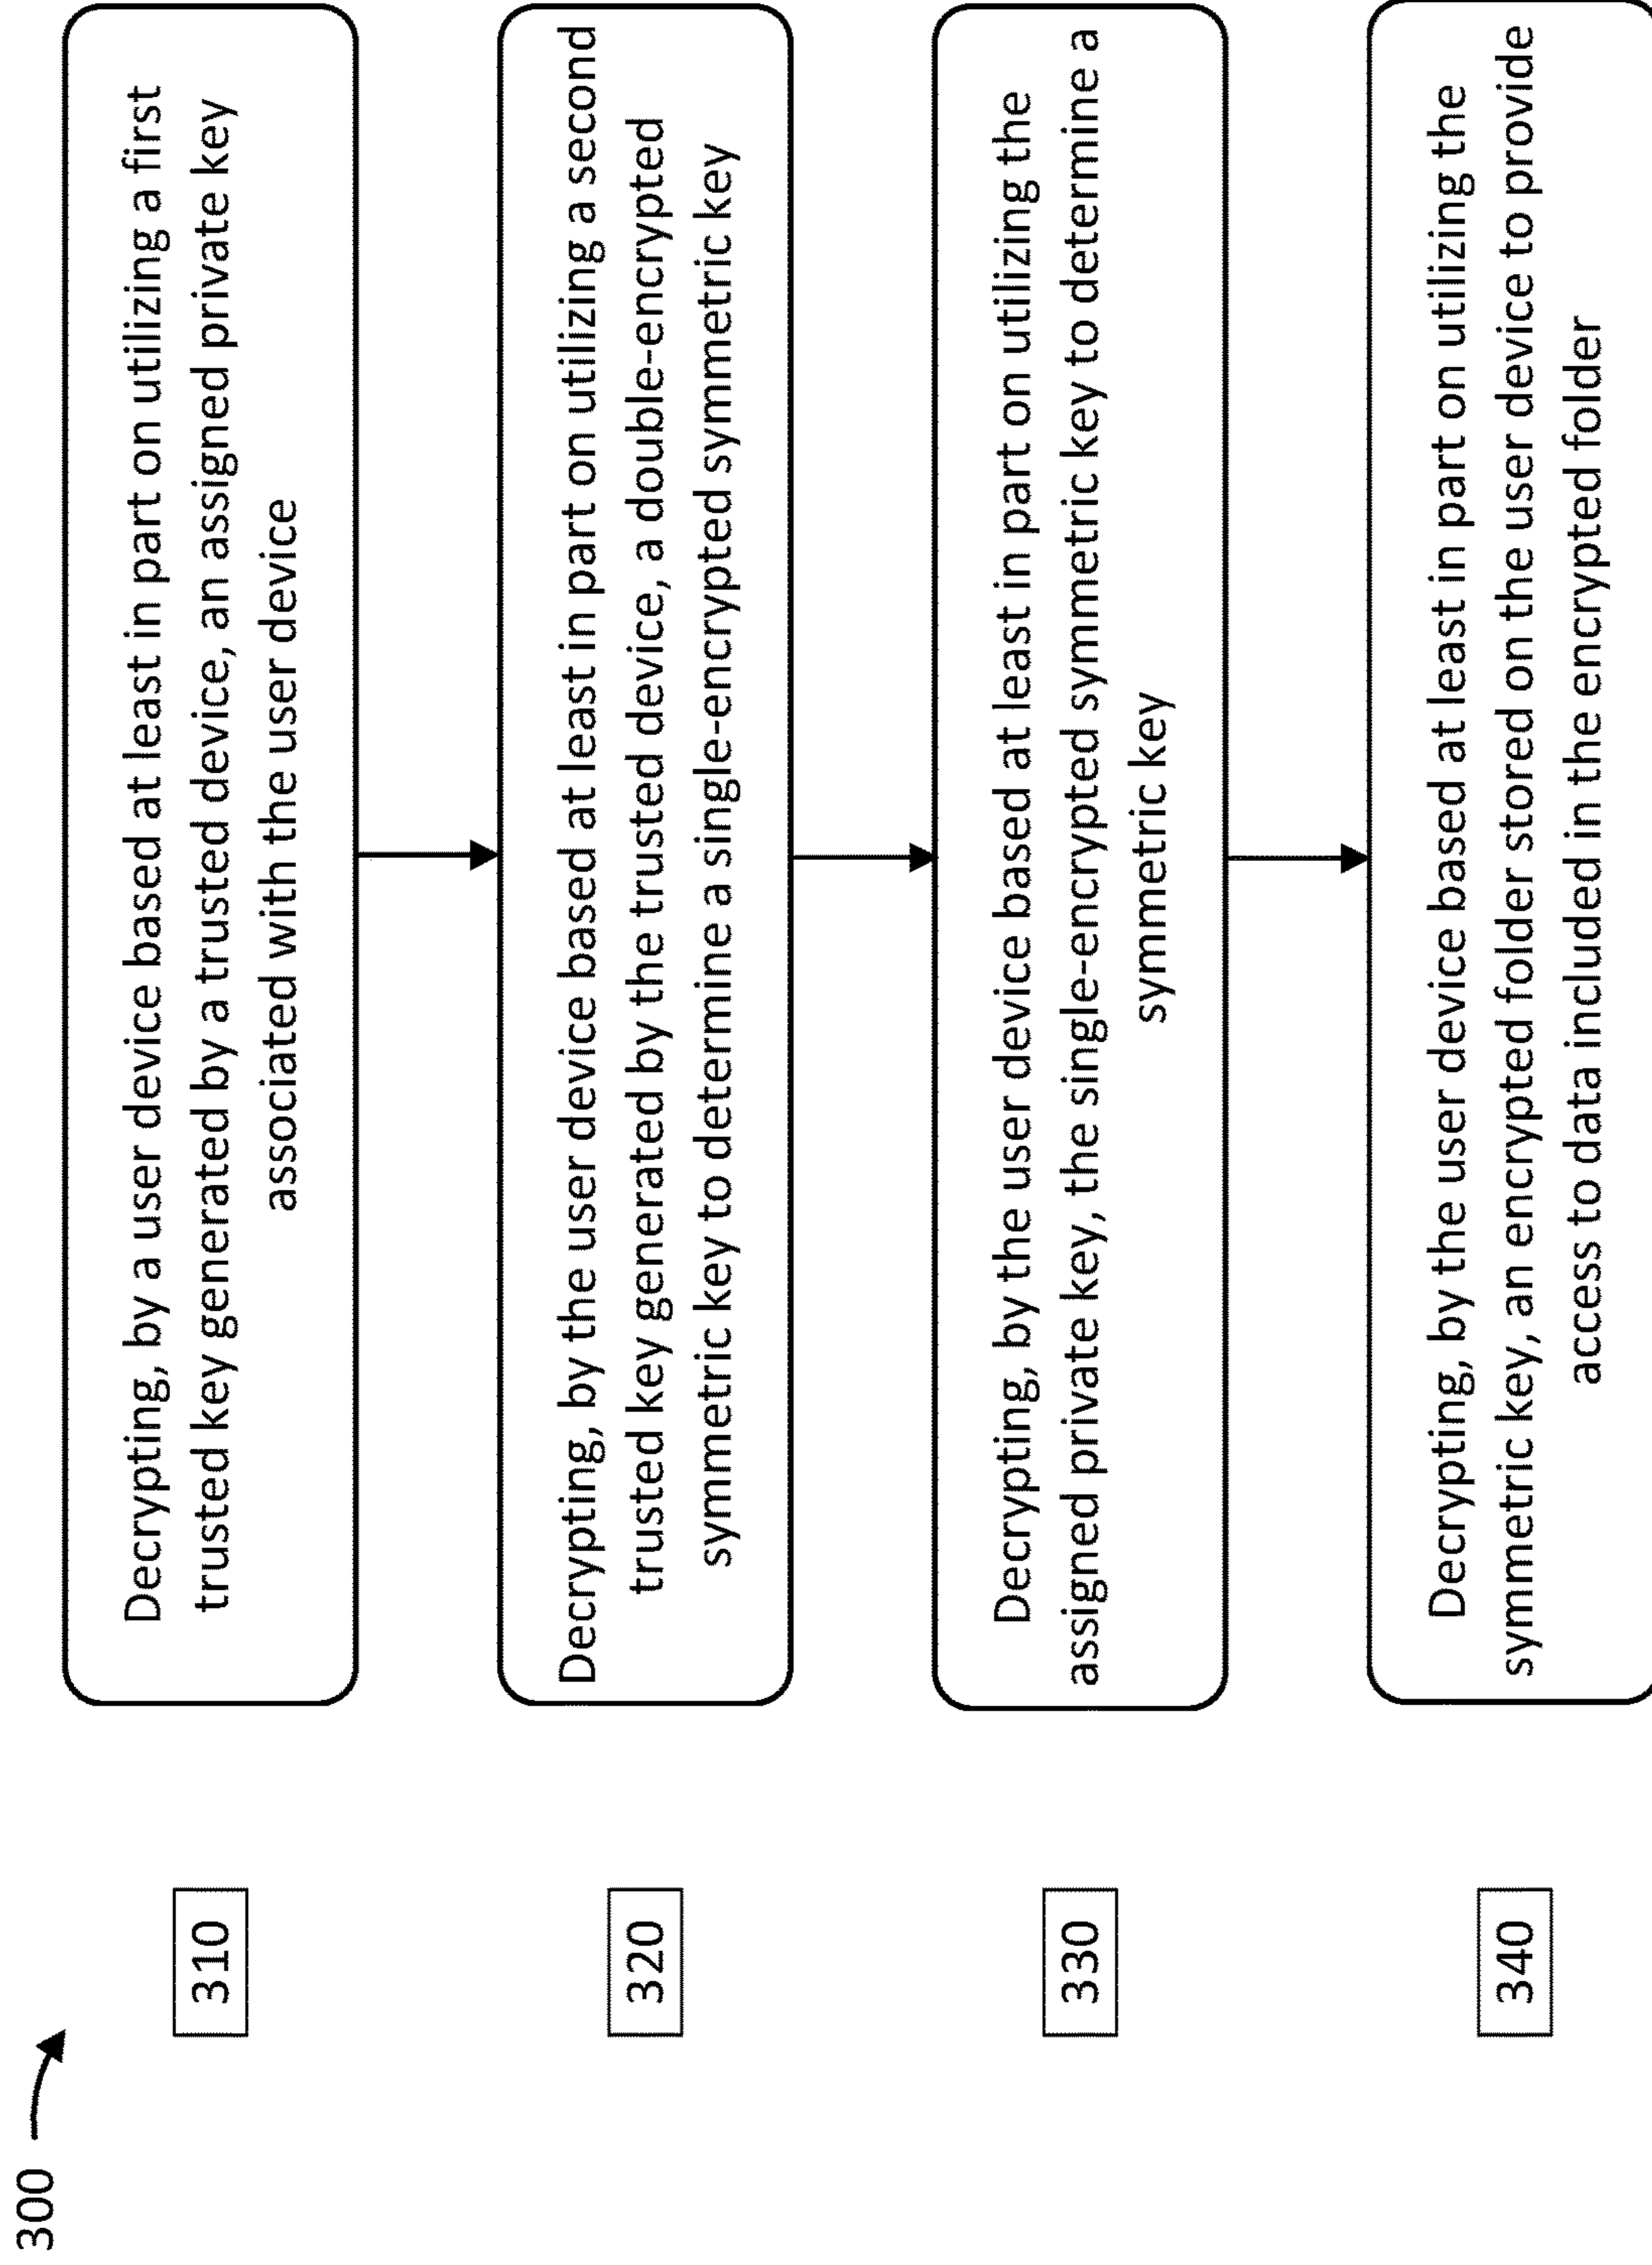 300
310
Decrypting, by a user device based at least in part on utilizing a first
trusted key generated by a trusted device, an assigned private key
associated with the user device
320
Decrypting, by the user device based at least in part on utilizing a second
trusted key generated by the trusted device, a double-encrypted
symmetric key to determine a single-encrypted symmetric key
330
Decrypting, by the user device based at least in part on utilizing the
assigned private key, the single-encrypted symmetric key to determine a
symmetric key
340
Decrypting, by the user device based at least in part on utilizing the
symmetric key, an encrypted folder stored on the user device to provide
access to data included in the encrypted folder